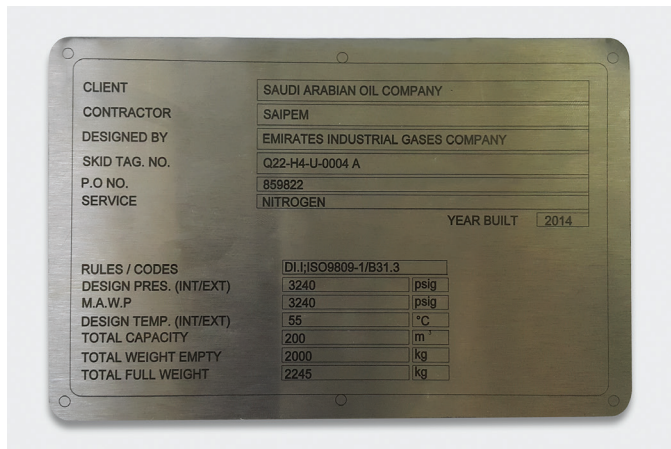 CLIENT SAUDI ARABIAN OIL COMPANY
CONTRACTOR SAIPEM
DESIGNED BY EMIRATES INDUSTRIAL GASES COMPANY
SKID TAG. NO. Q22-H4-U-0004 A
P.O NO. 859822
SERVICE NITROGEN
YEAR BUILT 2014
RULES / CODES DI.I;ISO9809-1/B31.3
DESIGN PRES. (INT/EXT) 3240 psig
M.A.W.P 3240 psig
DESIGN TEMP. (INT/EXT) 55 °C
TOTAL CAPACITY 200 m³
TOTAL WEIGHT EMPTY 2000 kg
TOTAL FULL WEIGHT 2245 kg